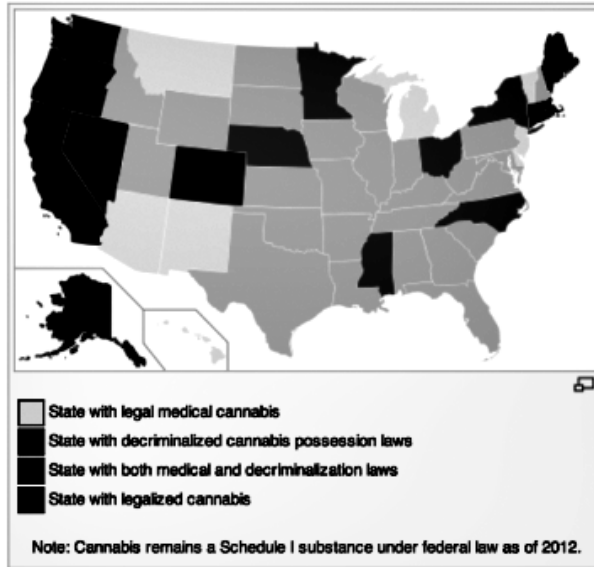 State with legal medical cannabis
State with decriminalized cannabis possession laws
State with both medical and decriminalization laws
State with legalized cannabis
Note: Cannabis remains a Schedule I substance under federal law as of 2012.